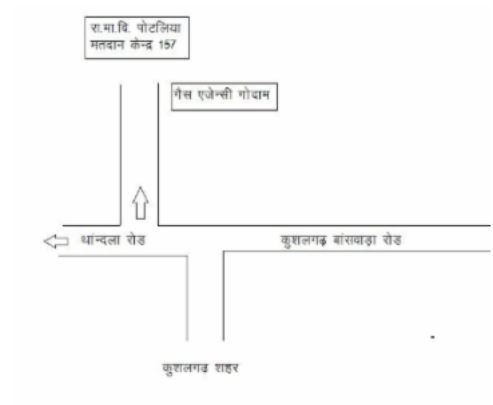 रा.मा.वि. पोटलिया
मतदान केन्द्र 157
गैस एजेन्सी गोदाम
थांन्दला रोड
कुशलगढ़ बांसवाड़ा रोड
कुशलगढ़ शहर